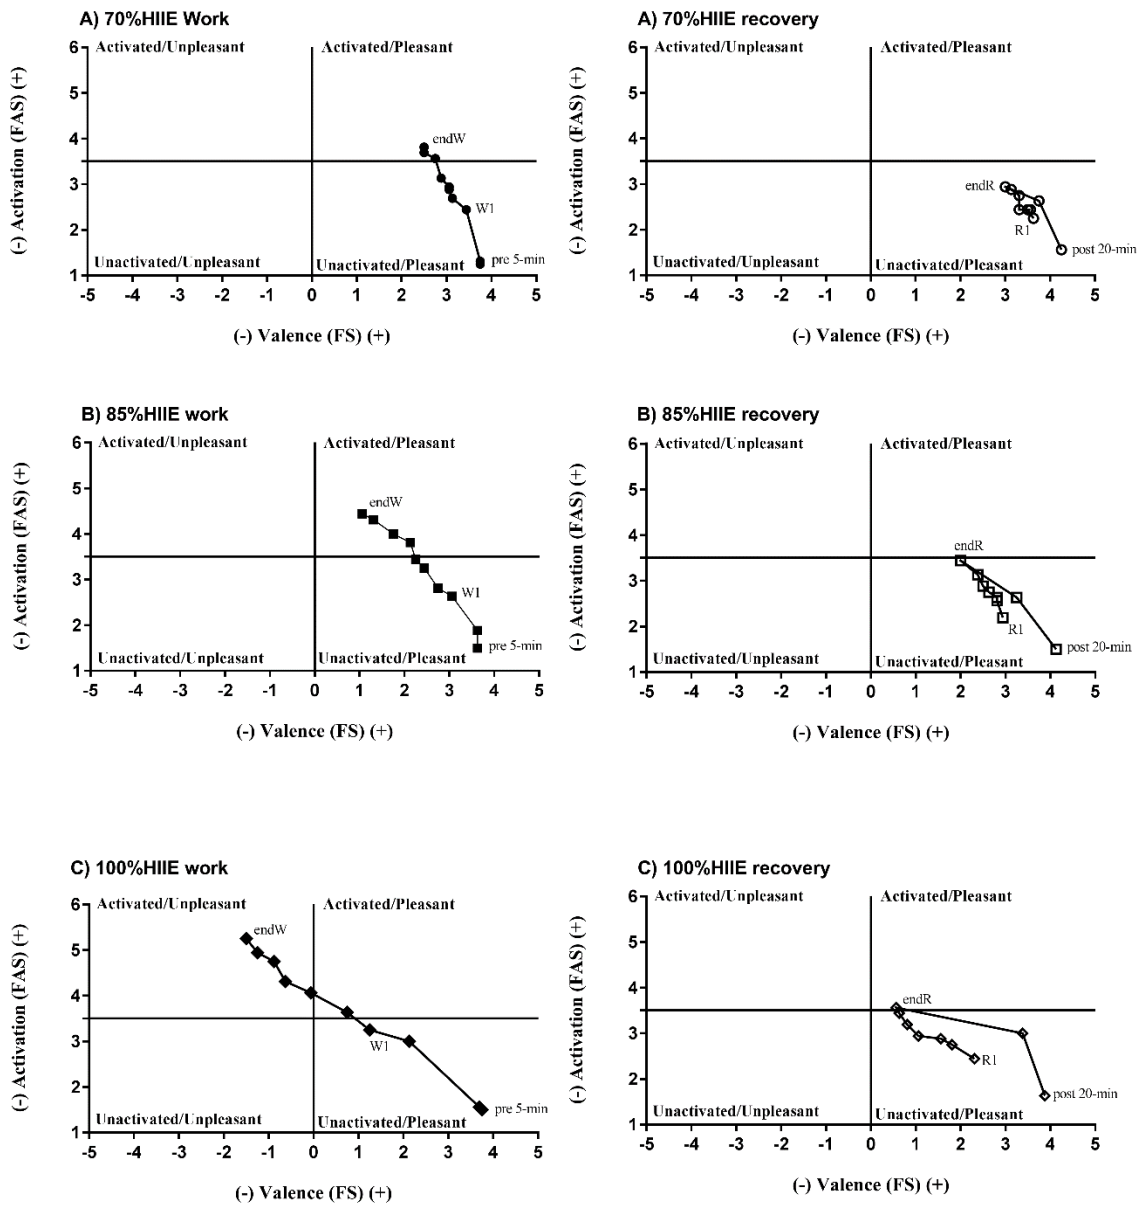 A) 70%HIIE Work
6
5
4
3
2
1
(-) Activation (FAS) (+)
Activated/Unpleasant
Activated/Pleasant
endW
W1
pre 5-min
Unactivated/Unpleasant
Unactivated/Pleasant
-5 -4 -3 -2 -1 0 1 2 3 4 5
(-) Valence (FS) (+)
A) 70%HIIE recovery
6
5
4
3
2
1
(-) Activation (FAS) (+)
Activated/Unpleasant
Activated/Pleasant
endR
R1
post 20-min
Unactivated/Unpleasant
Unactivated/Pleasant
-5 -4 -3 -2 -1 0 1 2 3 4 5
(-) Valence (FS) (+)
B) 85%HIIE work
6
5
4
3
2
1
(-) Activation (FAS) (+)
Activated/Unpleasant
Activated/Pleasant
endW
W1
pre 5-min
Unactivated/Unpleasant
Unactivated/Pleasant
-5 -4 -3 -2 -1 0 1 2 3 4 5
(-) Valence (FS) (+)
B) 85%HIIE recovery
6
5
4
3
2
1
(-) Activation (FAS) (+)
Activated/Unpleasant
Activated/Pleasant
endR
R1
post 20-min
Unactivated/Unpleasant
Unactivated/Pleasant
-5 -4 -3 -2 -1 0 1 2 3 4 5
(-) Valence (FS) (+)
C) 100%HIIE work
6
5
4
3
2
1
(-) Activation (FAS) (+)
Activated/Unpleasant
Activated/Pleasant
endW
W1
pre 5-min
Unactivated/Unpleasant
Unactivated/Pleasant
-5 -4 -3 -2 -1 0 1 2 3 4 5
(-) Valence (FS) (+)
C) 100%HIIE recovery
6
5
4
3
2
1
(-) Activation (FAS) (+)
Activated/Unpleasant
Activated/Pleasant
endR
R1
post 20-min
Unactivated/Unpleasant
Unactivated/Pleasant
-5 -4 -3 -2 -1 0 1 2 3 4 5
(-) Valence (FS) (+)